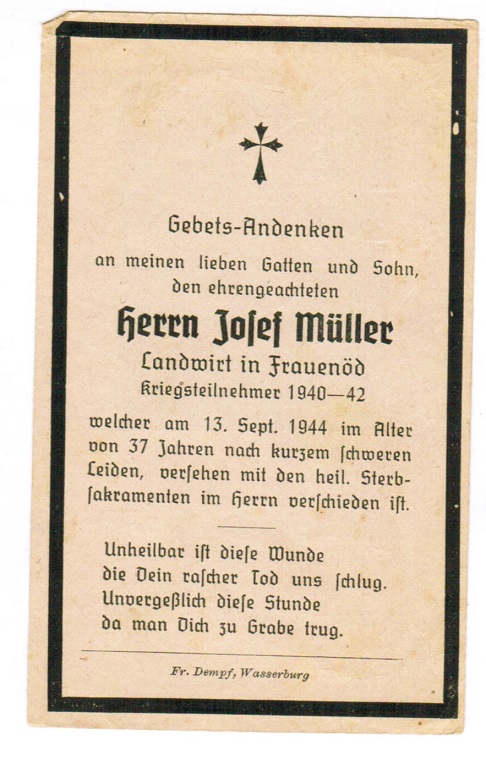 Gebets-Andenken
an meinen lieben Gatten und Sohn,
den ehrengeachteten
Herrn Josef Müller
Landwirt in Frauenöd
Kriegsteilnehmer 1940—42
welcher am 13. Sept. 1944 im Alter
von 37 Jahren nach kurzem schweren
Leiden, versehen mit den heil. Sterb-
sakramenten im Herrn verschieden ist.
Unheilbar ist diese Wunde
die Dein rascher Tod uns schlug.
Unvergeßlich diese Stunde
da man Dich zu Grabe trug.
Fr. Dempf, Wasserburg